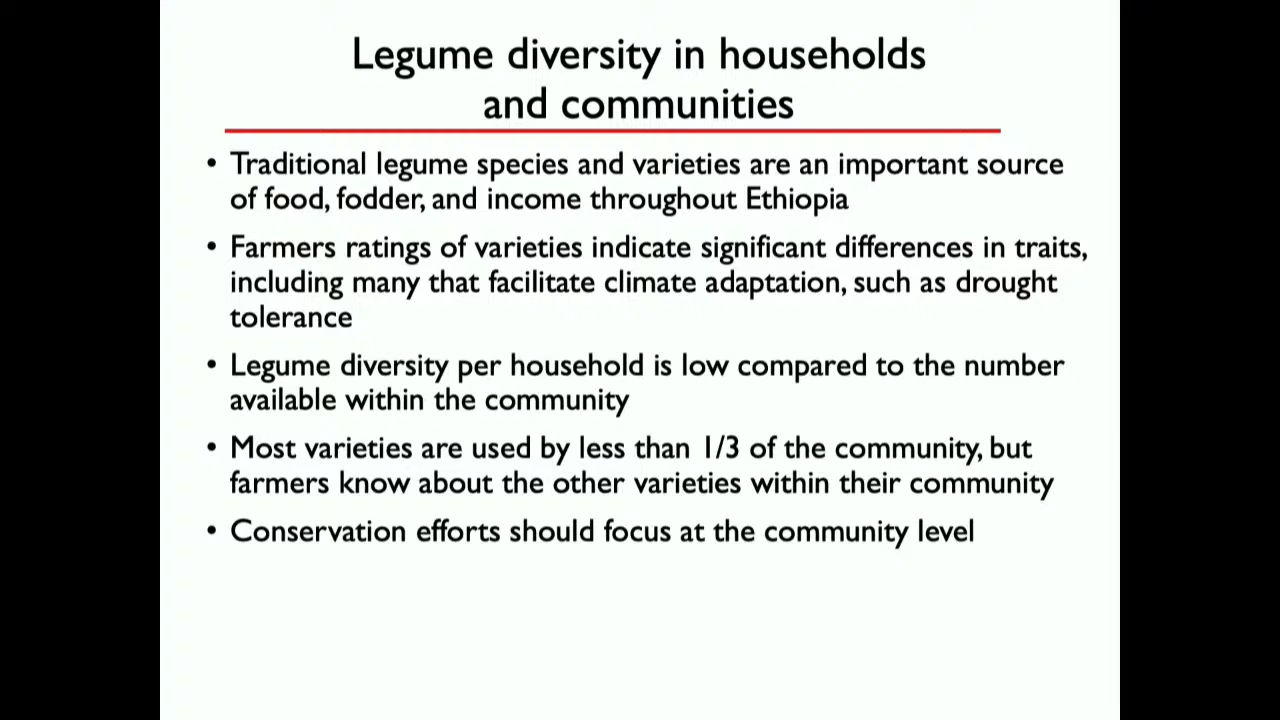 Legume diversity in households
and communities
• Traditional legume species and varieties are an important source
of food, fodder, and income throughout Ethiopia
• Farmers ratings of varieties indicate significant differences in traits,
including many that facilitate climate adaptation, such as drought
tolerance
• Legume diversity per household is low compared to the number
available within the community
• Most varieties are used by less than 1/3 of the community, but
farmers know about the other varieties within their community
• Conservation efforts should focus at the community level